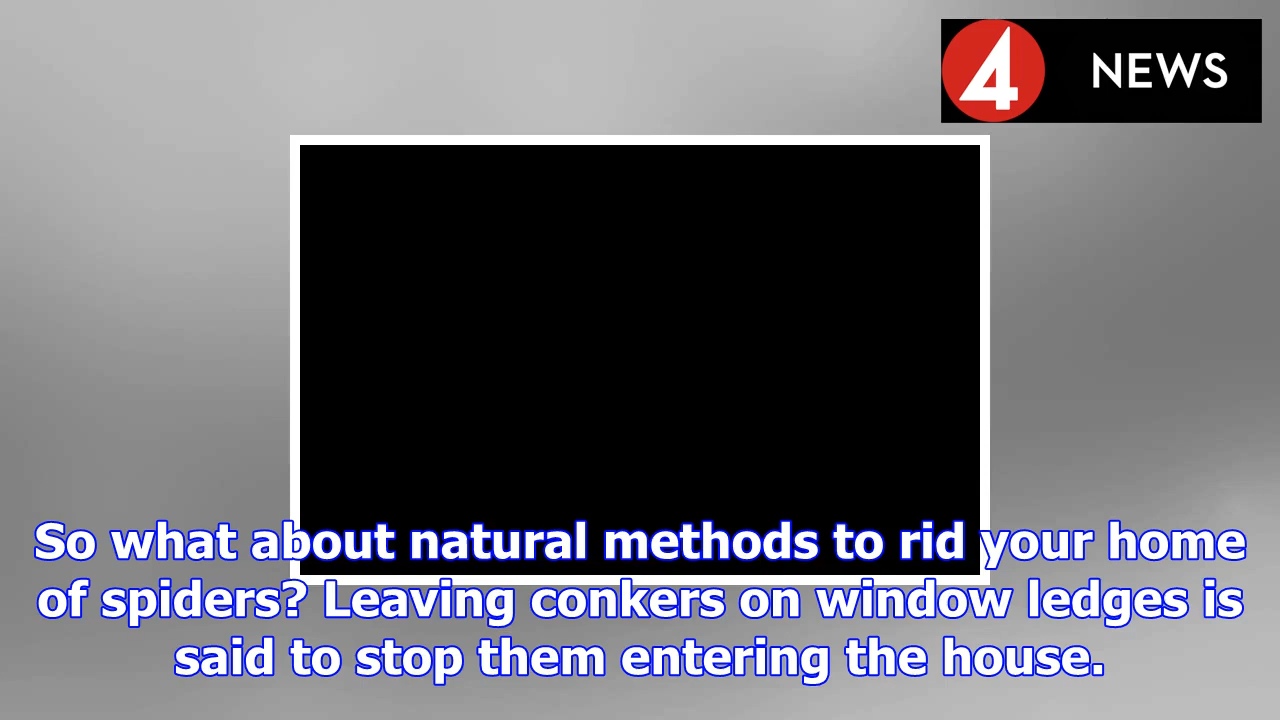 4 NEWS
So what about natural methods to rid your home
of spiders? Leaving conkers on window ledges is
said to stop them entering the house.